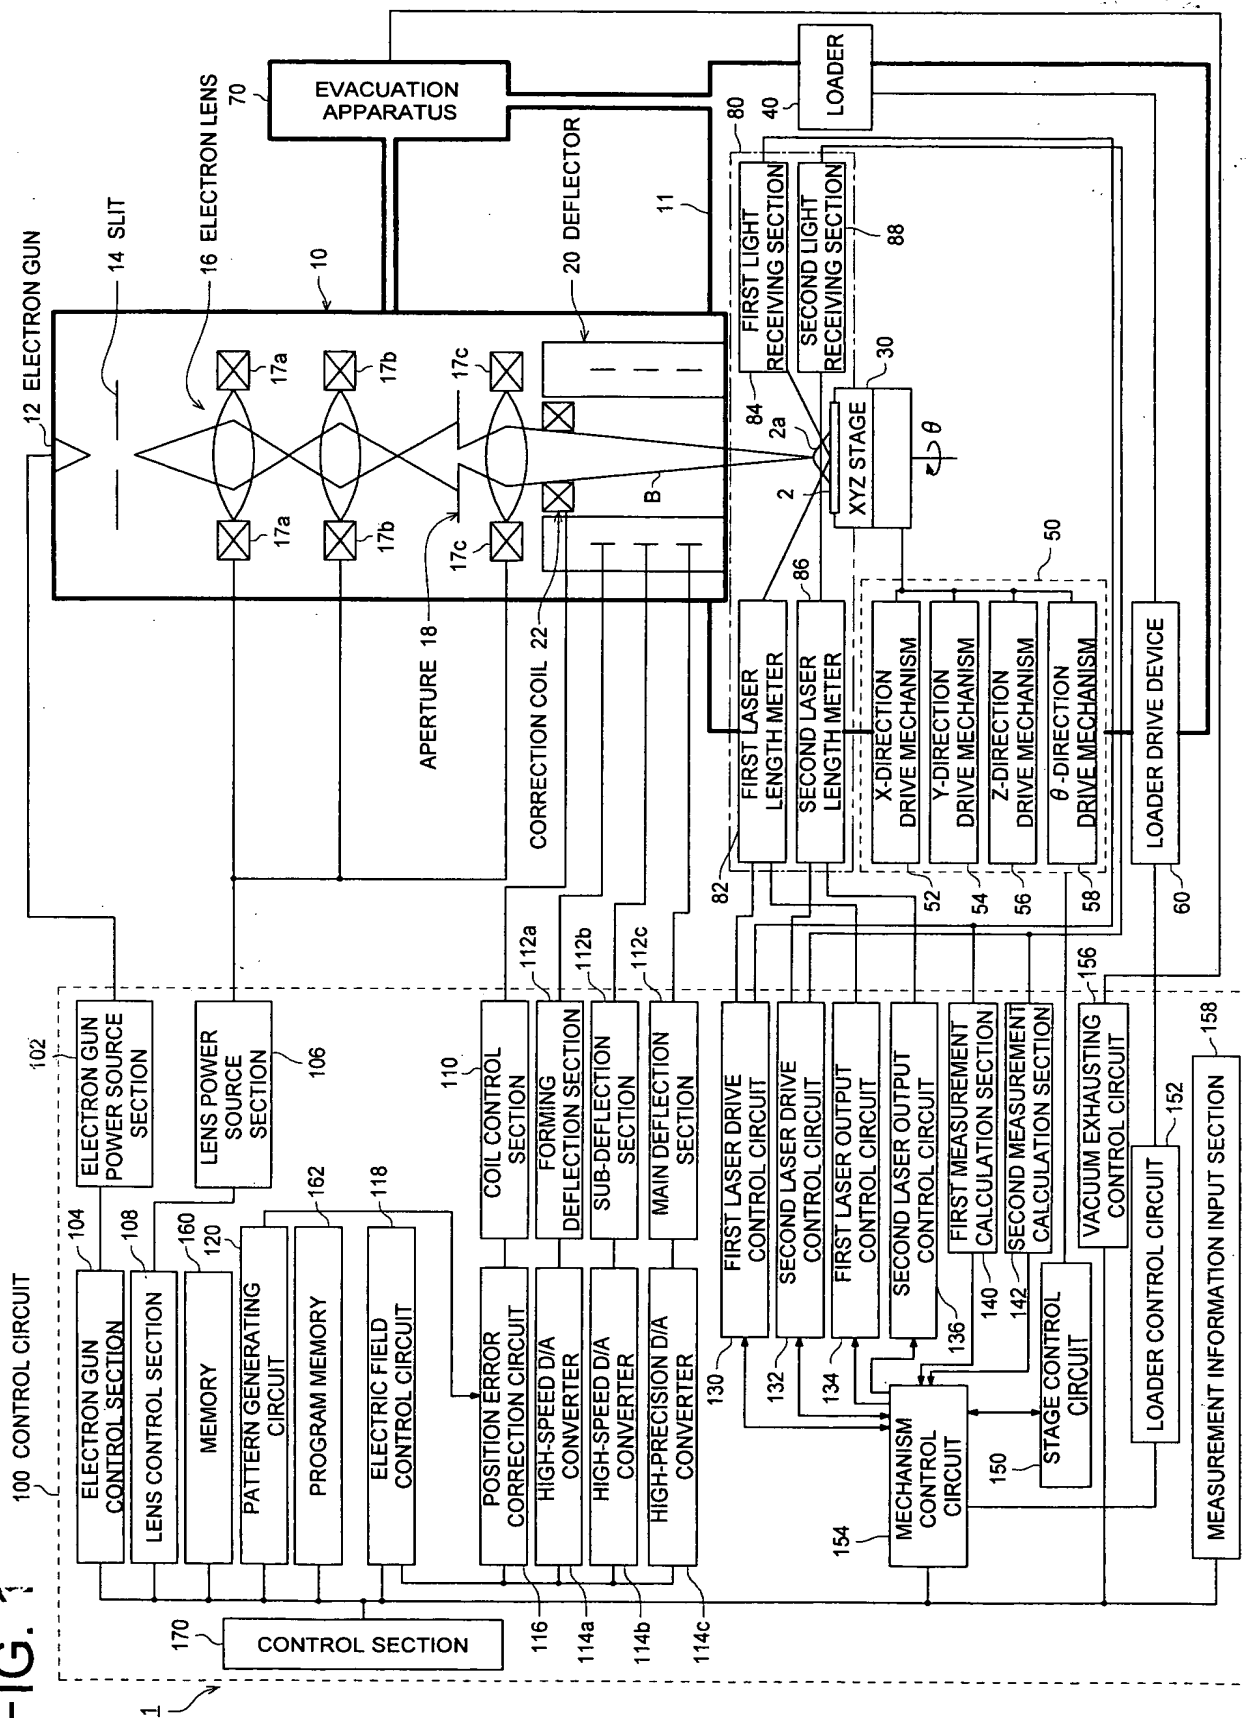 FIG. 1
1
100 CONTROL CIRCUIT
170
CONTROL SECTION
104
ELECTRON GUN
CONTROL SECTION
102
ELECTRON GUN
POWER SOURCE
SECTION
108
LENS CONTROL SECTION
LENS POWER
SOURCE
SECTION
106
160
MEMORY
120
PATTERN GENERATING
CIRCUIT
162
PROGRAM MEMORY
118
ELECTRIC FIELD
CONTROL CIRCUIT
116
POSITION ERROR
CORRECTION CIRCUIT
110
COIL CONTROL
SECTION
114a
HIGH-SPEED D/A
CONVERTER
112a
FORMING
DEFLECTION SECTION
114b
HIGH-SPEED D/A
CONVERTER
112b
SUB-DEFLECTION
SECTION
114c
HIGH-PRECISION D/A
CONVERTER
112c
MAIN DEFLECTION
SECTION
130
FIRST LASER DRIVE
CONTROL CIRCUIT
132
SECOND LASER DRIVE
CONTROL CIRCUIT
134
FIRST LASER OUTPUT
CONTROL CIRCUIT
136
SECOND LASER OUTPUT
CONTROL CIRCUIT
140
FIRST MEASUREMENT
CALCULATION SECTION
142
SECOND MEASUREMENT
CALCULATION SECTION
154
MECHANISM
CONTROL
CIRCUIT
150
STAGE CONTROL
CIRCUIT
156
VACUUM EXHAUSTING
CONTROL CIRCUIT
152
LOADER CONTROL CIRCUIT
158
MEASUREMENT INFORMATION INPUT SECTION
12 ELECTRON GUN
14 SLIT
16 ELECTRON LENS
10
17a
17a
17b
17b
17c
17c
APERTURE 18
CORRECTION COIL 22
20 DEFLECTOR
B
70
EVACUATION
APPARATUS
11
40
LOADER
80
82
FIRST LASER
LENGTH METER
86
SECOND LASER
LENGTH METER
84
FIRST LIGHT
RECEIVING SECTION
88
SECOND LIGHT
RECEIVING SECTION
2
2a
30
XYZ STAGE
θ
50
52
X-DIRECTION
DRIVE MECHANISM
54
Y-DIRECTION
DRIVE MECHANISM
56
Z-DIRECTION
DRIVE MECHANISM
58
θ-DIRECTION
DRIVE MECHANISM
60
LOADER DRIVE DEVICE